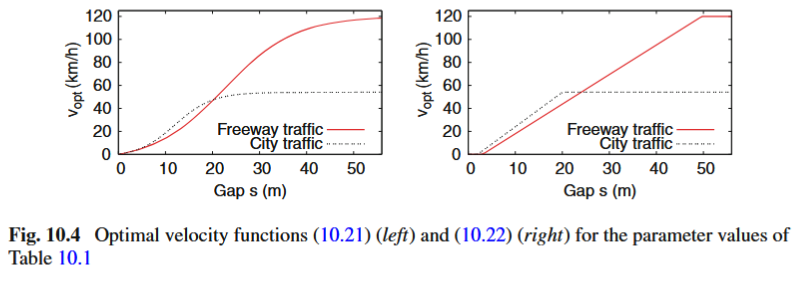 120
100
80
60
40
20
0
v_opt (km/h)
Freeway traffic
City traffic
0 10 20 30 40 50
Gap s (m)
120
100
80
60
40
20
0
v_opt (km/h)
Freeway traffic
City traffic
0 10 20 30 40 50
Gap s (m)
Fig. 10.4 Optimal velocity functions (10.21) (left) and (10.22) (right) for the parameter values of
Table 10.1